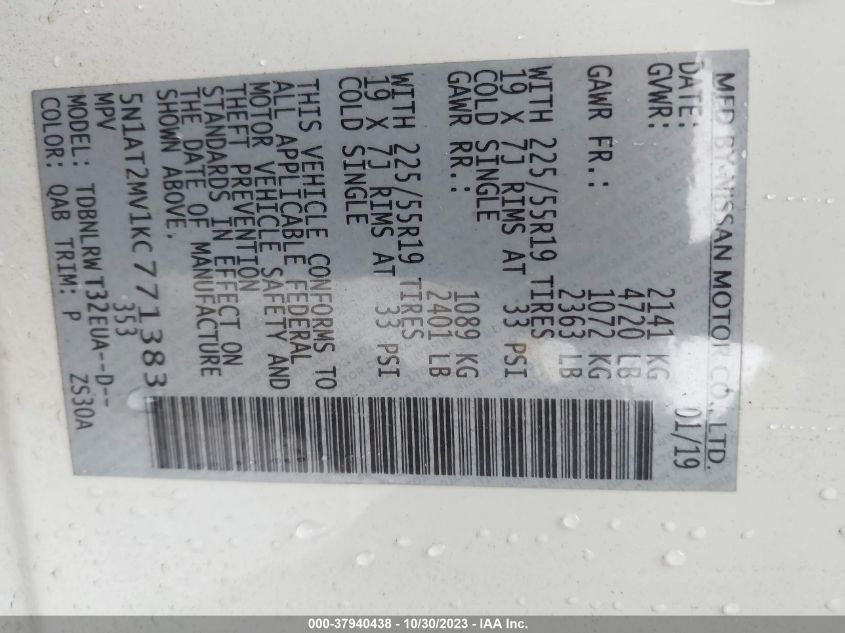 MFD BY NISSAN MOTOR CO., LTD.
DATE: 01/19
GVWR: 2141 KG
4720 LB
GAWR FR.: 1072 KG
2363 LB
WITH 225/55R19 TIRES
19 X 7J RIMS AT 33 PSI
COLD SINGLE
GAWR RR.: 1089 KG
2401 LB
WITH 225/55R19 TIRES
19 X 7J RIMS AT 33 PSI
COLD SINGLE
THIS VEHICLE CONFORMS TO
ALL APPLICABLE FEDERAL
MOTOR VEHICLE SAFETY AND
THEFT PREVENTION
STANDARDS IN EFFECT ON
THE DATE OF MANUFACTURE
SHOWN ABOVE.
5N1AT2MV1KC771383
MPV 353
MODEL: TDBNLRW T32EUA--D--
COLOR: QAB TRIM: P ZS30A
000-37940438 - 10/30/2023 - IAA Inc.